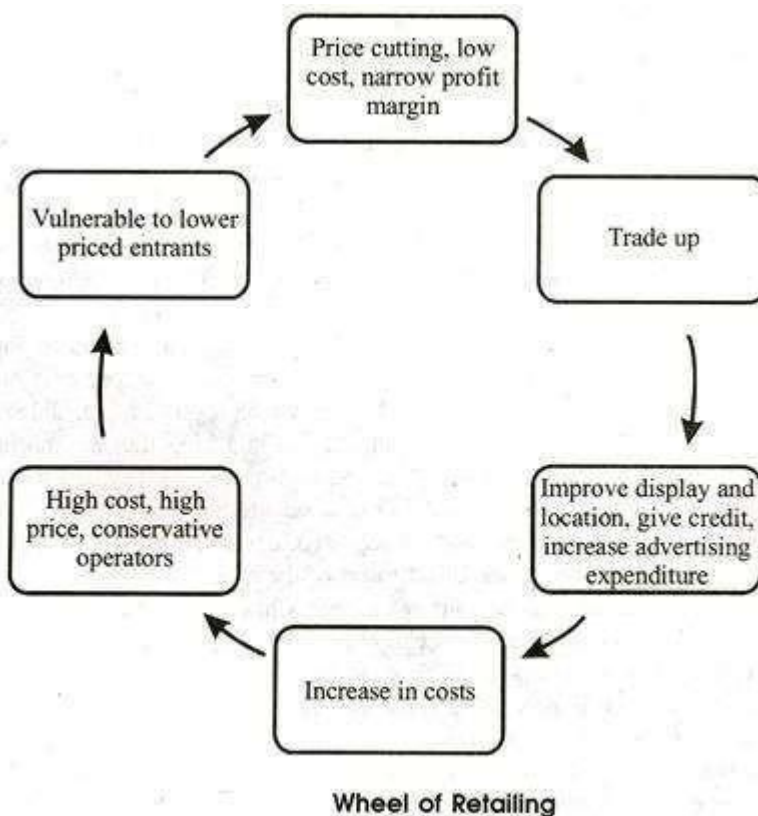 Price cutting, low
cost, narrow profit
margin
Trade up
Improve display and
location, give credit,
increase advertising
expenditure
Increase in costs
High cost, high
price, conservative
operators
Vulnerable to lower
priced entrants
Wheel of Retailing